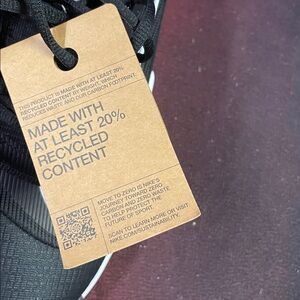 THIS PRODUCT IS MADE WITH AT LEAST 20%
RECYCLED CONTENT BY WEIGHT, WHICH
REDUCES WASTE AND OUR CARBON FOOTPRINT.
MADE WITH
AT LEAST 20%
RECYCLED
CONTENT
MOVE TO ZERO IS NIKE'S
JOURNEY TOWARD ZERO
CARBON AND ZERO WASTE
TO HELP PROTECT THE
FUTURE OF SPORT.
SCAN TO LEARN MORE OR VISIT
NIKE.COM/SUSTAINABILITY.